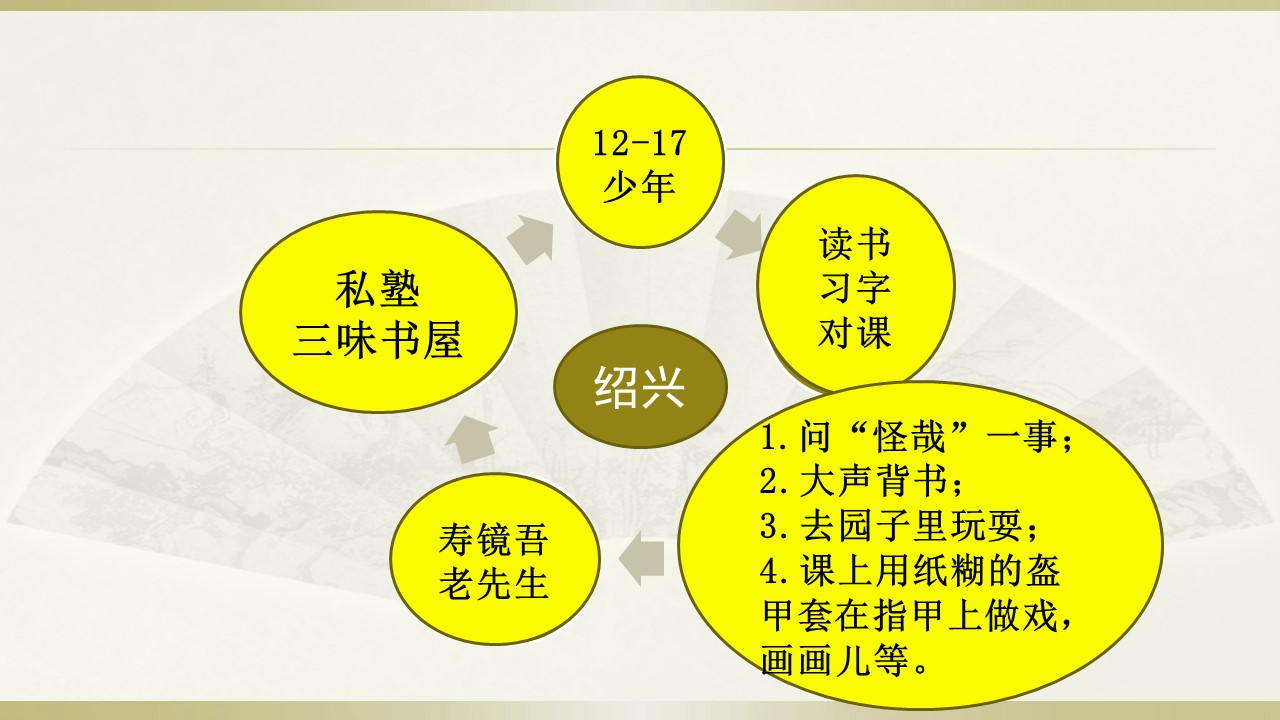 12-17
少年
读书
习字
对课
私塾
三味书屋
绍兴
1.问“怪哉”一事；
2.大声背书；
3.去园子里玩耍；
4.课上用纸糊的盔
甲套在指甲上做戏，
画画儿等。
寿镜吾
老先生